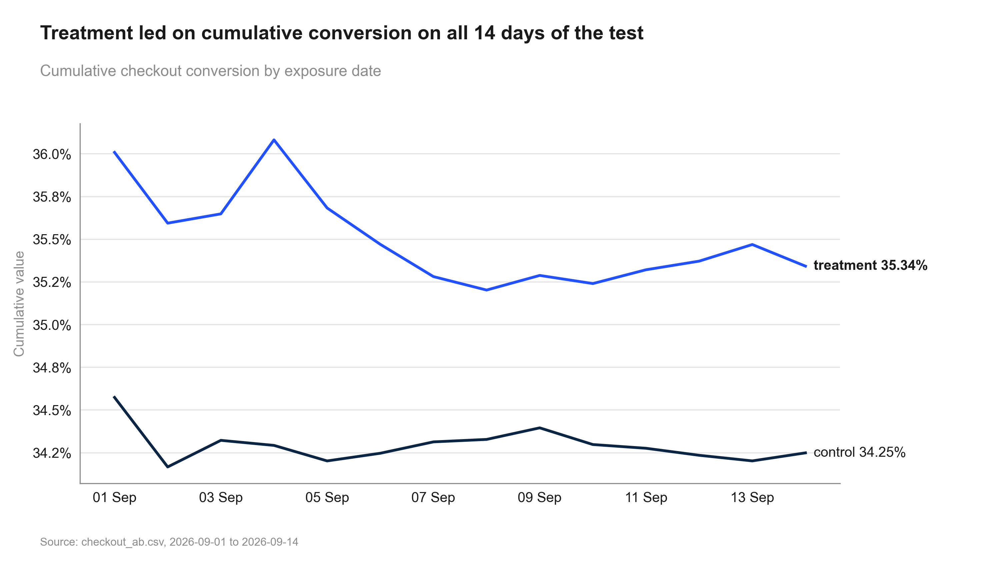 Treatment led on cumulative conversion on all 14 days of the test
Cumulative checkout conversion by exposure date
Cumulative value
36.0%
35.8%
35.5%
35.2%
35.0%
34.8%
34.5%
34.2%
treatment 35.34%
control 34.25%
01 Sep
03 Sep
05 Sep
07 Sep
09 Sep
11 Sep
13 Sep
Source: checkout_ab.csv, 2026-09-01 to 2026-09-14